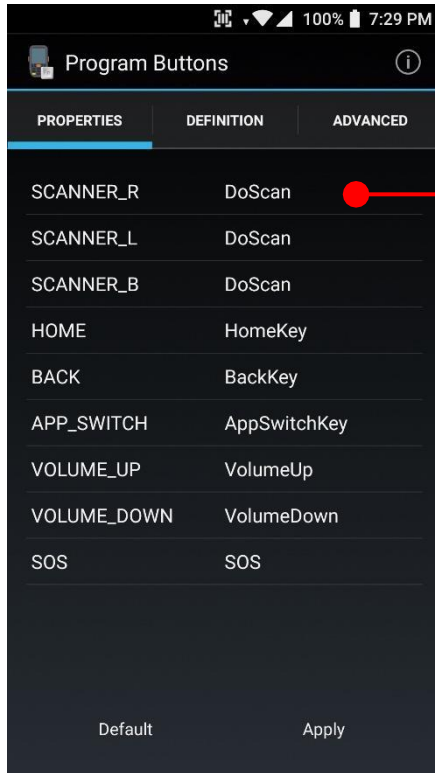 100% 7:29 PM
Program Buttons
PROPERTIES DEFINITION ADVANCED
SCANNER_R DoScan
SCANNER_L DoScan
SCANNER_B DoScan
HOME HomeKey
BACK BackKey
APP_SWITCH AppSwitchKey
VOLUME_UP VolumeUp
VOLUME_DOWN VolumeDown
SOS SOS
Default Apply